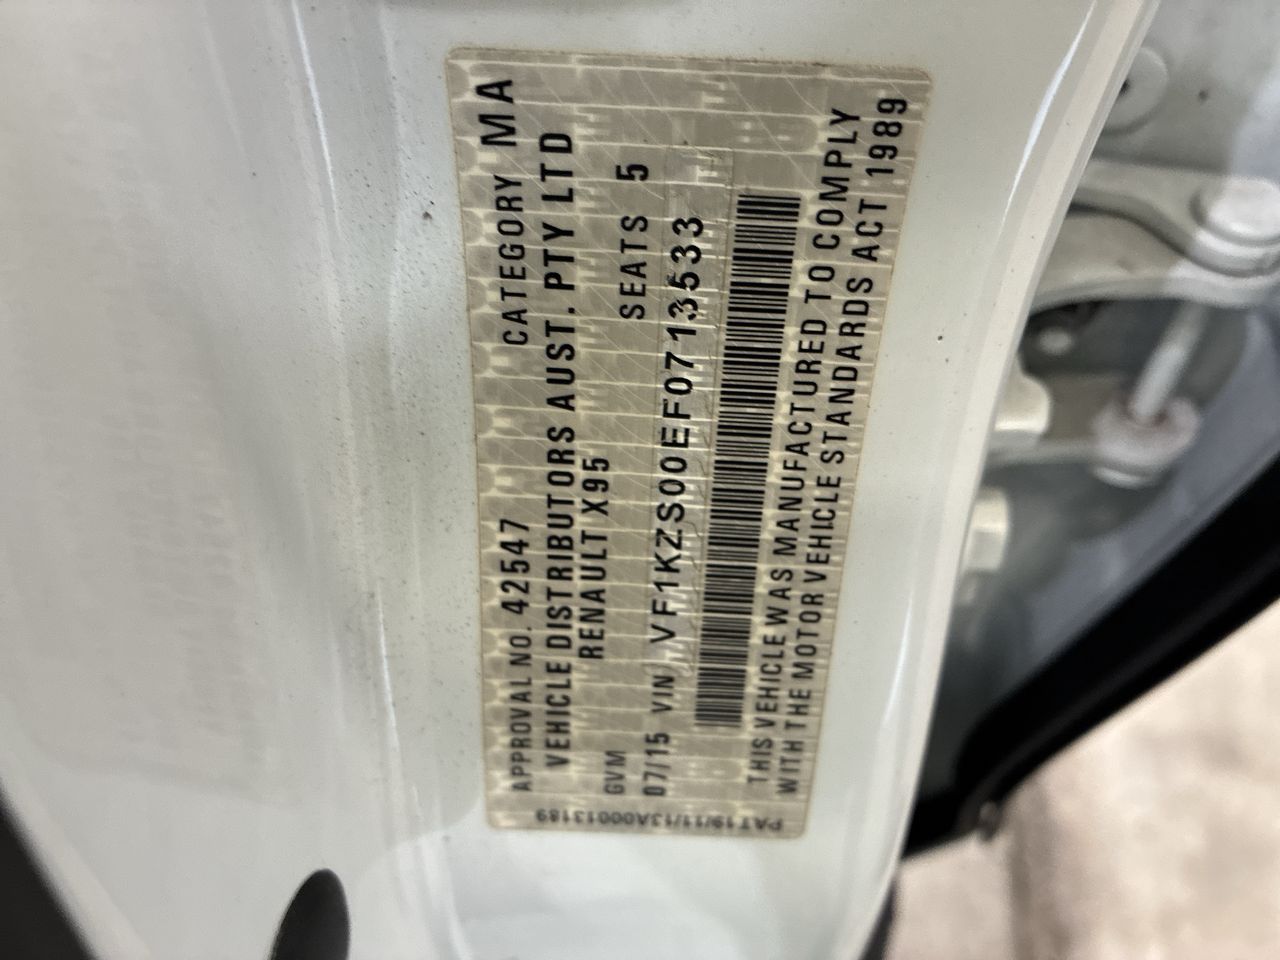 APPROVAL NO. 42547 CATEGORY MA
VEHICLE DISTRIBUTORS AUST. PTY LTD
RENAULT X95
GVM SEATS 5
07/15 VIN VF1KZS00EF0713533
THIS VEHICLE WAS MANUFACTURED TO COMPLY
WITH THE MOTOR VEHICLE STANDARDS ACT 1989
PAT19/11/13A00013189